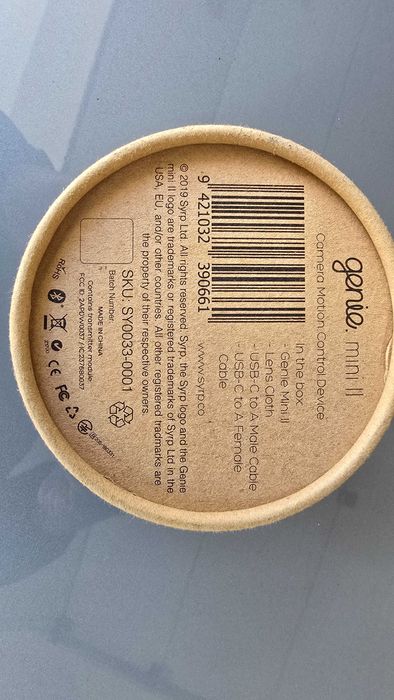 genie. mini II
Camera Motion Control Device
In the box:
- Genie Mini II
- Lens Cloth
- USB-C to A Male Cable
- USB-C to A Female
Cable
9 421032 390661
www.syrp.co
© 2019 Syrp Ltd. All rights reserved. Syrp, the Syrp logo and the Genie
mini II logo are trademarks or registered trademarks of Syrp Ltd in the
USA, EU, and/or other countries. All other registered tradmarks are
the property of their respective owners.
SKU: SY0033-0001
Batch Number
MADE IN CHINA
Contains transmitter module
RoHS
CE FC